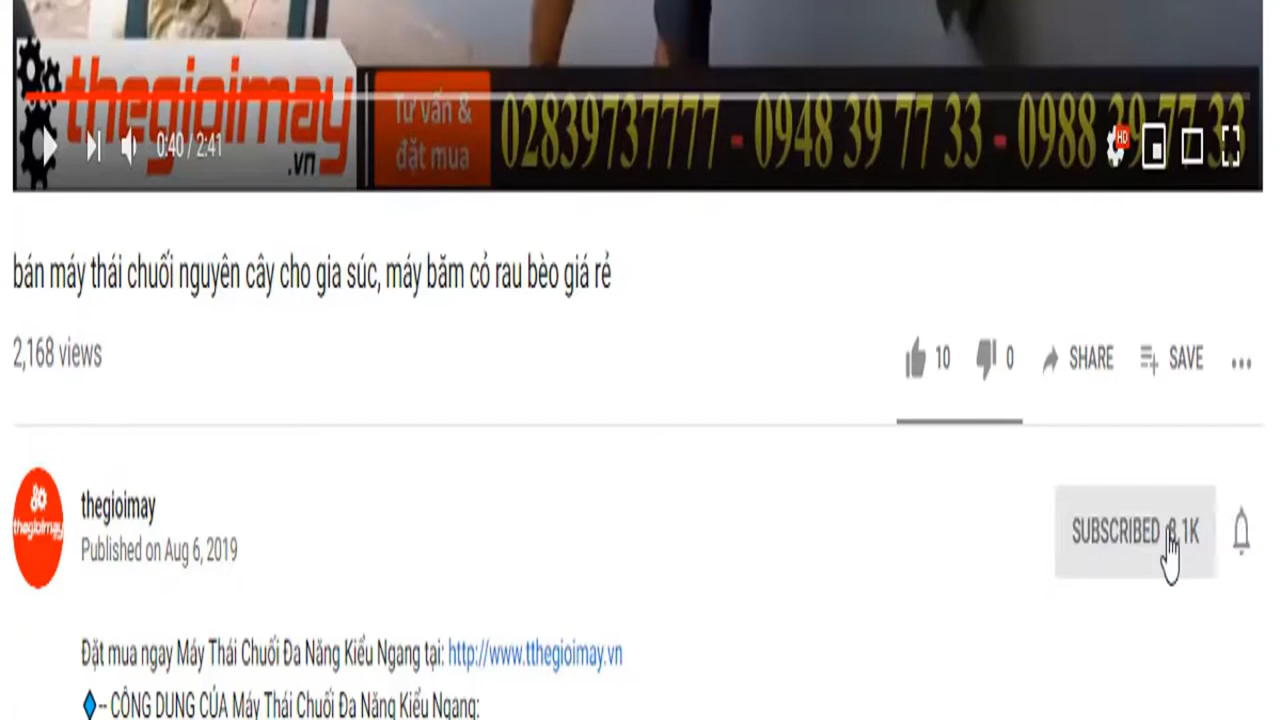 thegioimay
.vn
Tư vấn &
đặt mua
02839737777 - 0948 39 77 33 - 0988 39 77 33
HD
0:40 / 2:41
bán máy thái chuối nguyên cây cho gia súc, máy băm cỏ rau bèo giá rẻ
2,168 views
10 0 SHARE SAVE
thegioimay
thegioimay
Published on Aug 6, 2019
SUBSCRIBED
Đặt mua ngay Máy Thái Chuối Đa Năng Kiểu Ngang tại: http://www.tthegioimay.vn
-- CÔNG DỤNG CỦA Máy Thái Chuối Đa Năng Kiểu Ngang: